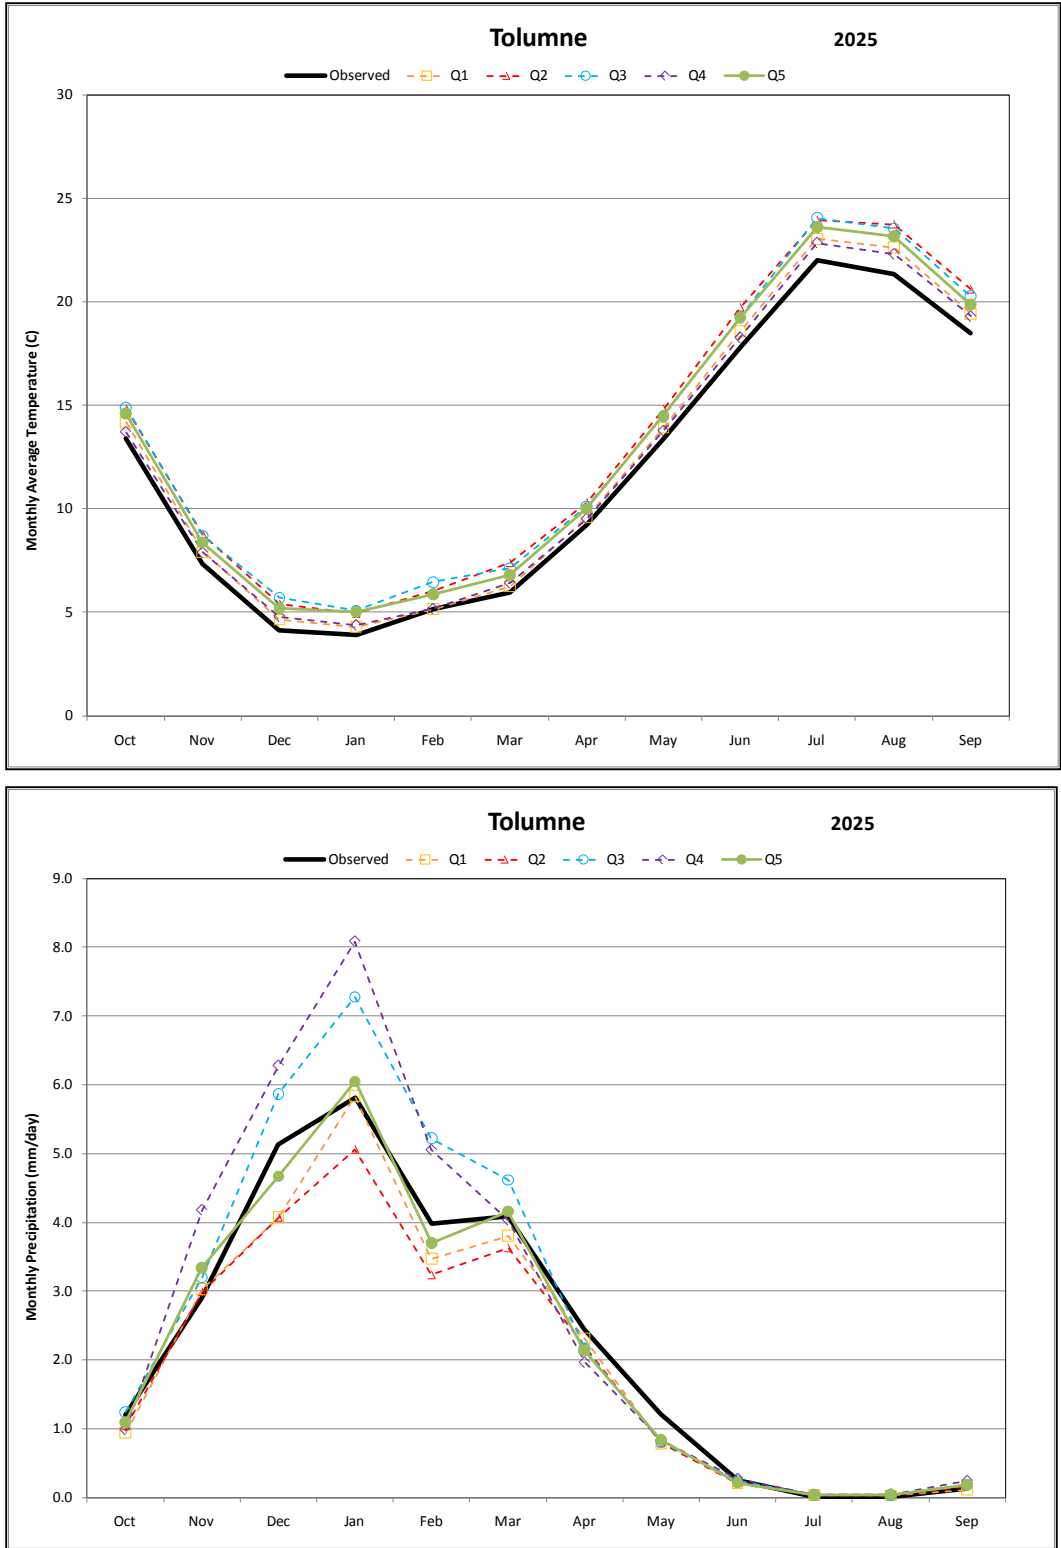 Tolumne 2025
Observed Q1 Q2 Q3 Q4 Q5
Monthly Average Temperature (C)
30
25
20
15
10
5
0
Oct Nov Dec Jan Feb Mar Apr May Jun Jul Aug Sep
Tolumne 2025
Observed Q1 Q2 Q3 Q4 Q5
Monthly Precipitation (mm/day)
9.0
8.0
7.0
6.0
5.0
4.0
3.0
2.0
1.0
0.0
Oct Nov Dec Jan Feb Mar Apr May Jun Jul Aug Sep